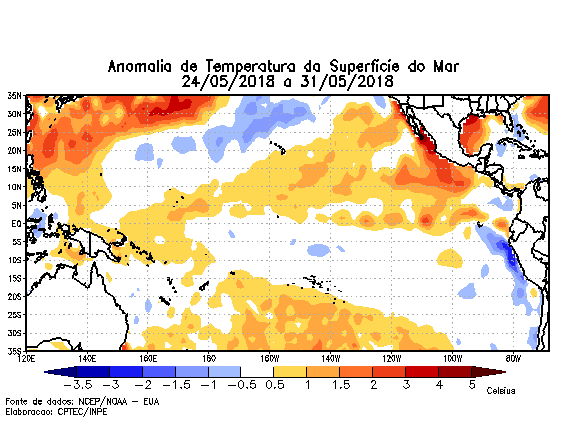 Anomalia de Temperatura da Superficie do Mar
24/05/2018 a 31/05/2018
35N
30N
25N
20N
15N
10N
5N
EQ
5S
10S
15S
20S
25S
30S
35S
120E 140E 160E 180 160W 140W 120W 100W 80W
−3.5 −3 −2 −1.5 −1 −0.5 0.5 1 1.5 2 3 4 5
Celsius
Fonte de dados: NCEP/NOAA − EUA
Elaboracao: CPTEC/INPE